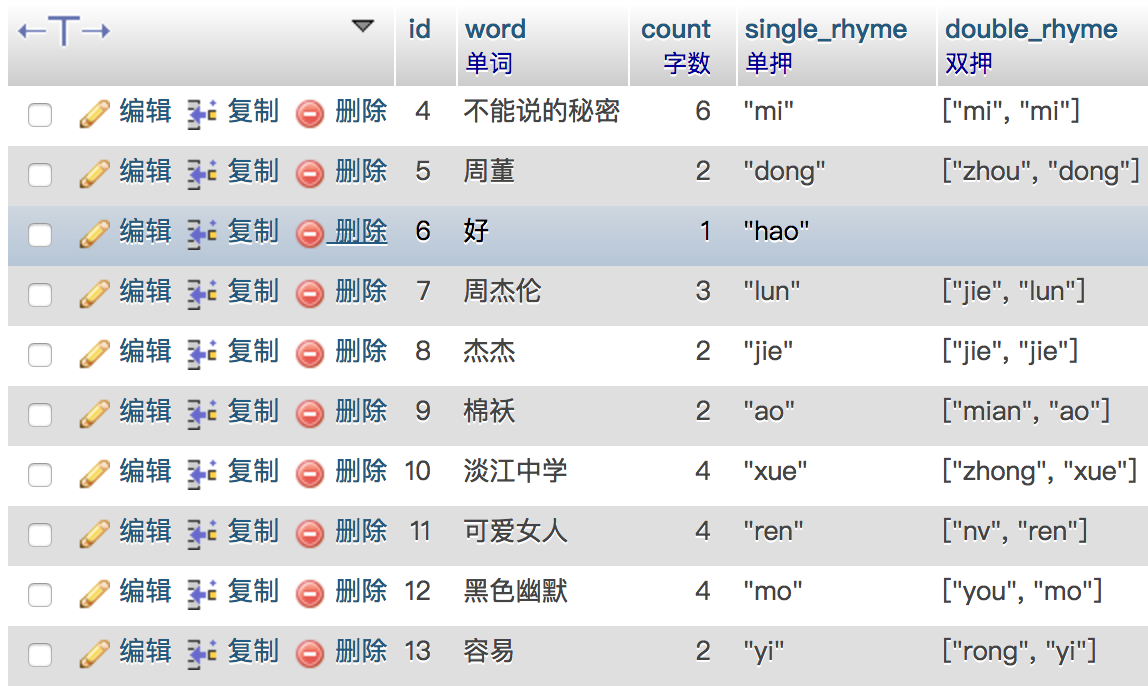 id word count single_rhyme double_rhyme
单词 字数 单押 双押
编辑 复制 删除 4 不能说的秘密 6 "mi" ["mi", "mi"]
编辑 复制 删除 5 周董 2 "dong" ["zhou", "dong"]
编辑 复制 删除 6 好 1 "hao"
编辑 复制 删除 7 周杰伦 3 "lun" ["jie", "lun"]
编辑 复制 删除 8 杰杰 2 "jie" ["jie", "jie"]
编辑 复制 删除 9 棉袄 2 "ao" ["mian", "ao"]
编辑 复制 删除 10 淡江中学 4 "xue" ["zhong", "xue"]
编辑 复制 删除 11 可爱女人 4 "ren" ["nv", "ren"]
编辑 复制 删除 12 黑色幽默 4 "mo" ["you", "mo"]
编辑 复制 删除 13 容易 2 "yi" ["rong", "yi"]